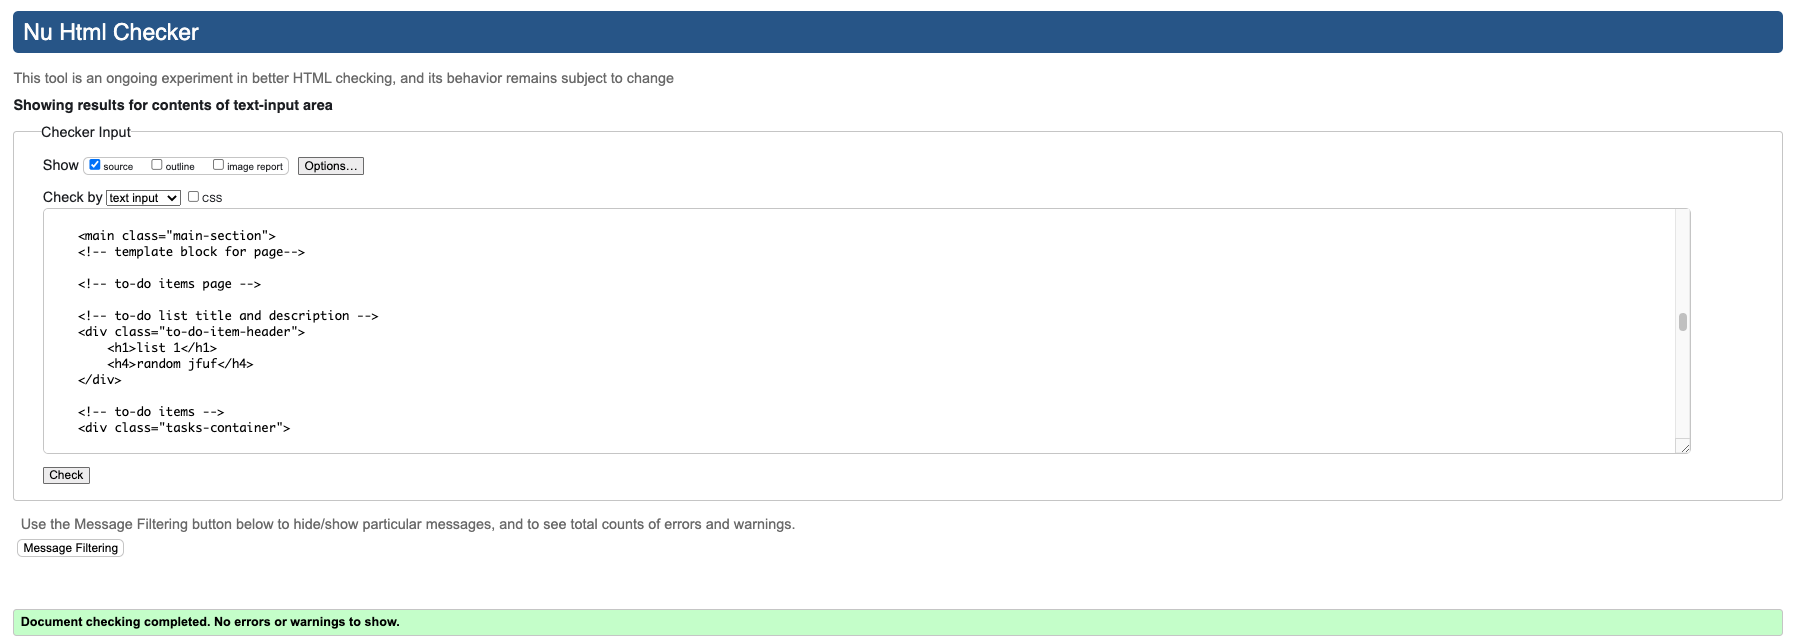 Nu Html Checker
This tool is an ongoing experiment in better HTML checking, and its behavior remains subject to change
Showing results for contents of text-input area
Checker Input
Show source outline image report Options...
Check by text input CSS
<main class="main-section">
<!-- template block for page-->
<!-- to-do items page -->
<!-- to-do list title and description -->
<div class="to-do-item-header">
<h1>list 1</h1>
<h4>random jfuf</h4>
</div>
<!-- to-do items -->
<div class="tasks-container">
Check
Use the Message Filtering button below to hide/show particular messages, and to see total counts of errors and warnings.
Message Filtering
Document checking completed. No errors or warnings to show.